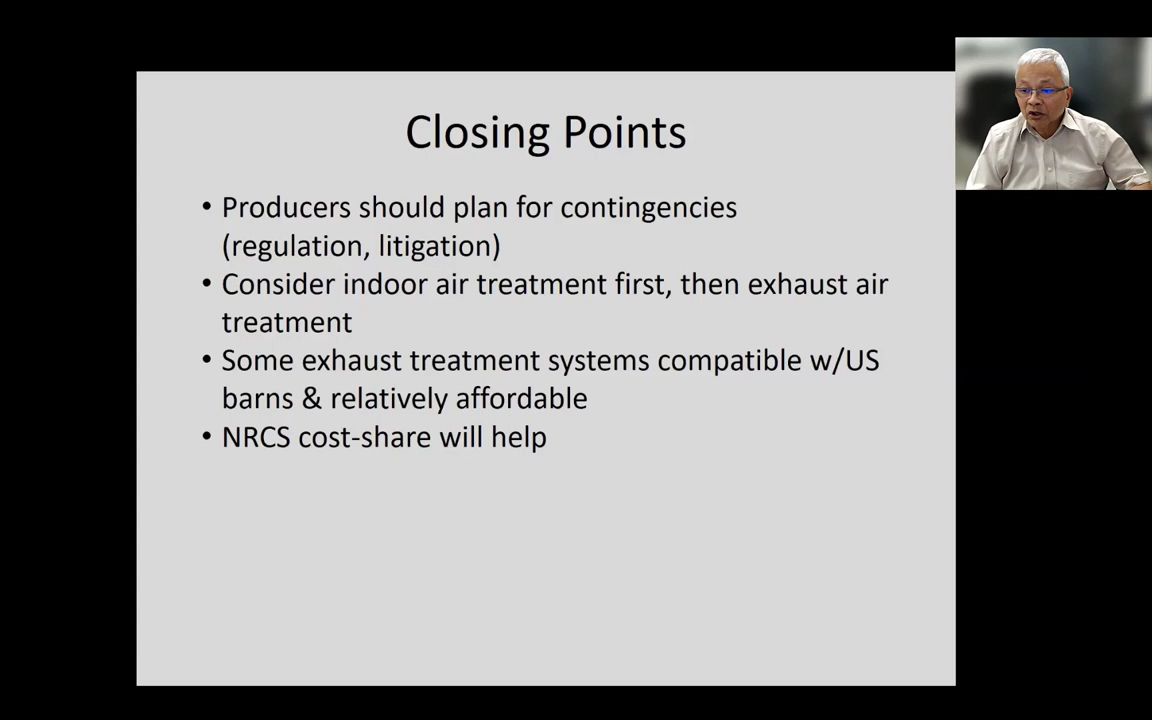 Closing Points
• Producers should plan for contingencies
(regulation, litigation)
• Consider indoor air treatment first, then exhaust air
treatment
• Some exhaust treatment systems compatible w/US
barns & relatively affordable
• NRCS cost-share will help